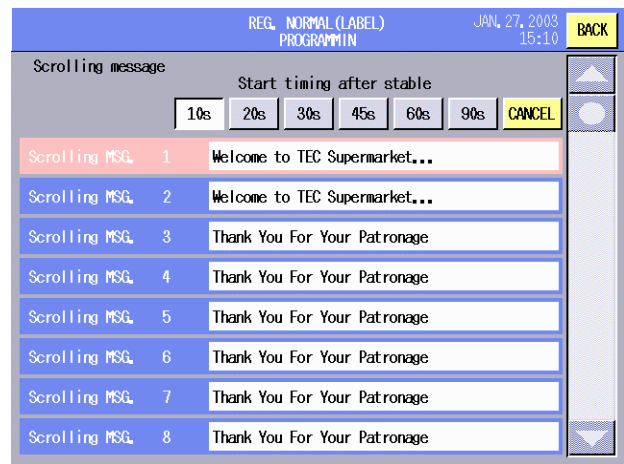 REG. NORMAL(LABEL)
PROGRAMMIN
JAN. 27. 2003
15:10
BACK
Scrolling message
Start timing after stable
10s 20s 30s 45s 60s 90s CANCEL
Scrolling MSG. 1 Welcome to TEC Supermarket...
Scrolling MSG. 2 Welcome to TEC Supermarket...
Scrolling MSG. 3 Thank You For Your Patronage
Scrolling MSG. 4 Thank You For Your Patronage
Scrolling MSG. 5 Thank You For Your Patronage
Scrolling MSG. 6 Thank You For Your Patronage
Scrolling MSG. 7 Thank You For Your Patronage
Scrolling MSG. 8 Thank You For Your Patronage